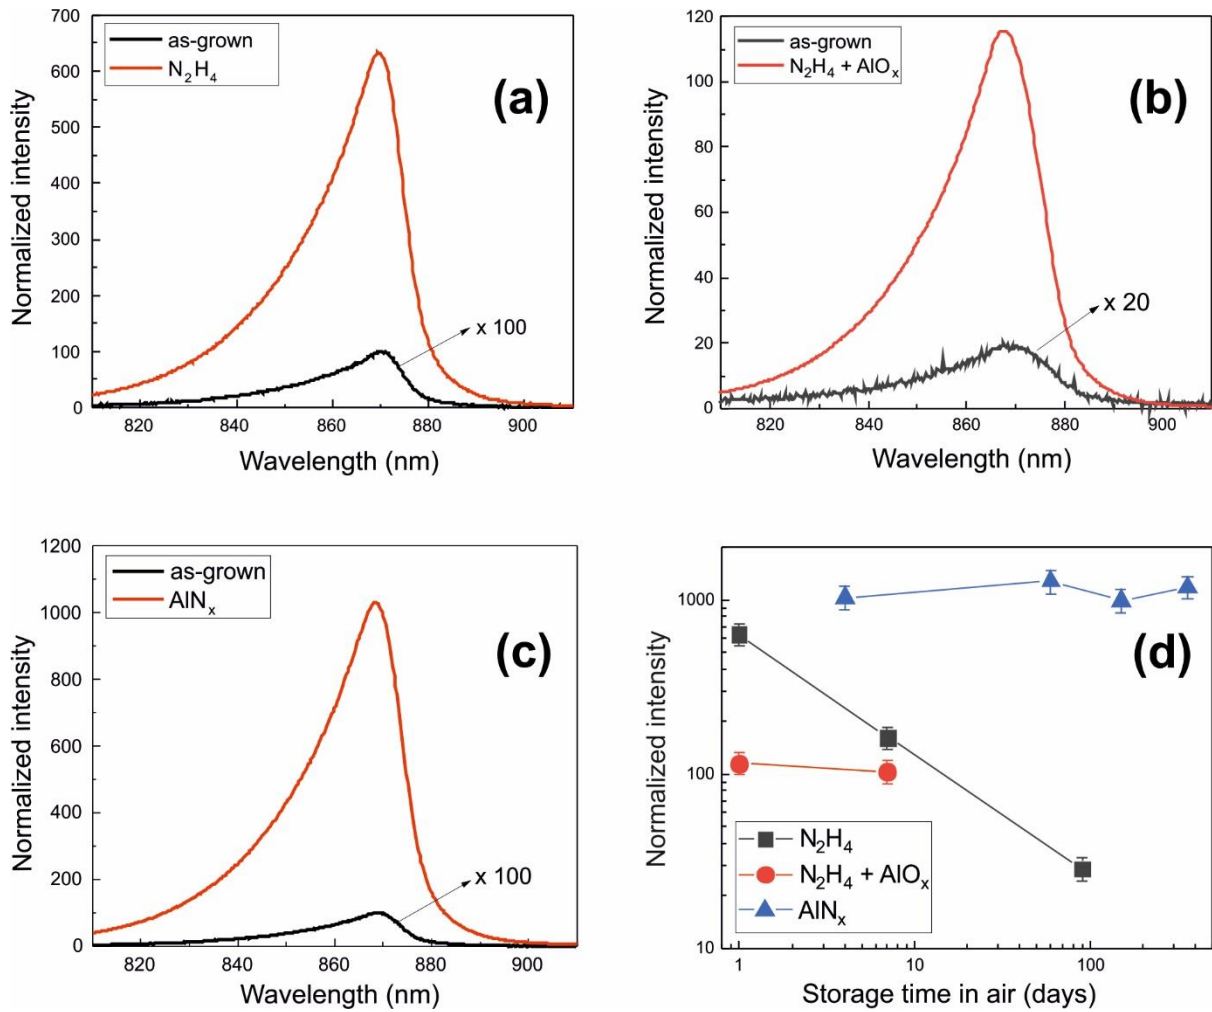 700
600
500
400
300
200
100
0
Normalized intensity
as-grown
N₂H₄
(a)
x 100
820 840 860 880 900
Wavelength (nm)
120
100
80
60
40
20
0
Normalized intensity
as-grown
N₂H₄ + AlOₓ
(b)
x 20
820 840 860 880 900
Wavelength (nm)
1200
1000
800
600
400
200
0
Normalized intensity
as-grown
AlNₓ
(c)
x 100
820 840 860 880 900
Wavelength (nm)
1000
100
10
Normalized intensity
(d)
N₂H₄
N₂H₄ + AlOₓ
AlNₓ
1 10 100
Storage time in air (days)